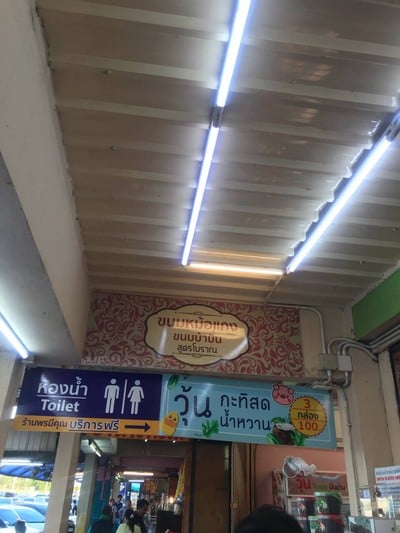 ขนมหม้อแกง
ขนมบ้าบิ่น
สูตรโบราณ
ห้องน้ำ
Toilet
ร้านพรมีคุณ บริการฟรี
วุ้น กะทิสด
น้ำหวาน
3
กล่อง
100
วุ้น